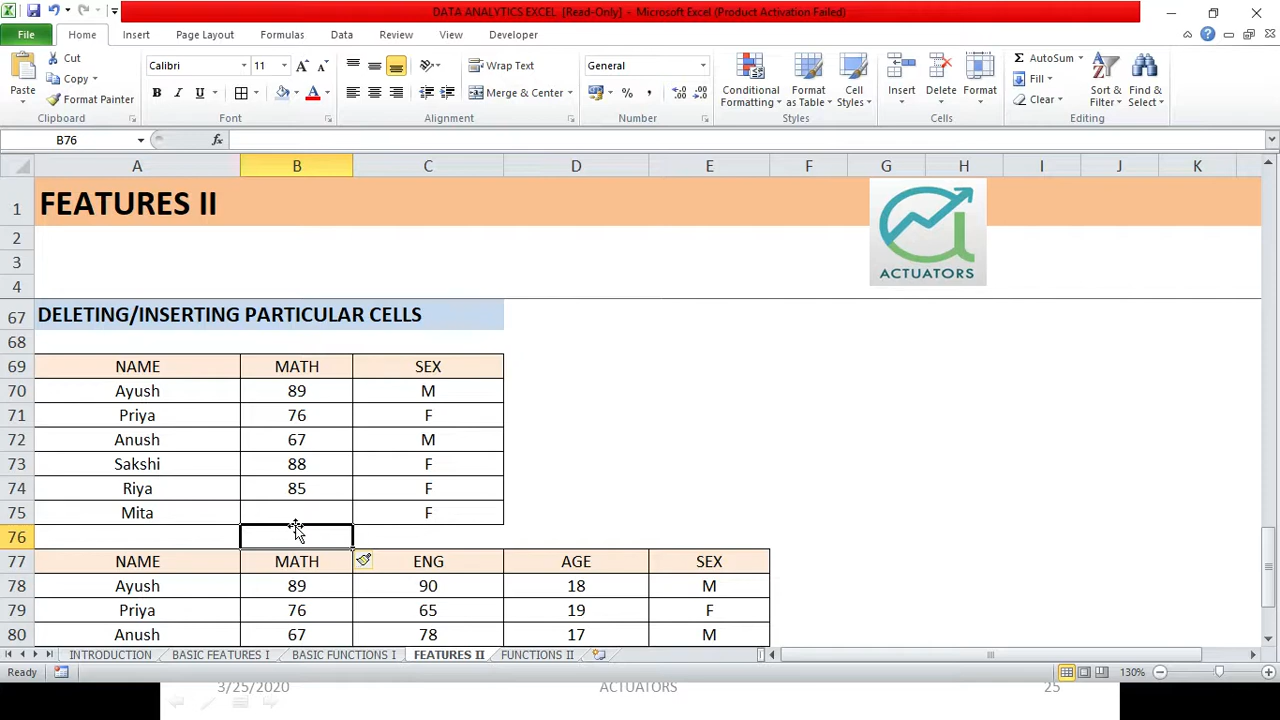 DATA ANALYTICS EXCEL- [Read-Only] - Microsoft Excel (Product Activation Failed)
File Home Insert Page Layout Formulas Data Review View Developer
Cut
Copy
Format Painter
Paste
Clipboard
Calibri 11
B I U A
Font
Wrap Text
Merge & Center
Alignment
General
%
Number
Conditional Formatting
Format as Table
Cell Styles
Styles
Insert
Delete
Format
Cells
Σ AutoSum
Fill
Clear
Sort & Filter
Find & Select
Editing
B76 fx
A B C D E F G H I J K
1 FEATURES II
ACTUATORS
2
3
4
67 DELETING/INSERTING PARTICULAR CELLS
68
69 NAME MATH SEX
70 Ayush 89 M
71 Priya 76 F
72 Anush 67 M
73 Sakshi 88 F
74 Riya 85 F
75 Mita F
76
77 NAME MATH ENG AGE SEX
78 Ayush 89 90 18 M
79 Priya 76 65 19 F
80 Anush 67 78 17 M
INTRODUCTION BASIC FEATURES I BASIC FUNCTIONS I FEATURES II FUNCTIONS II
Ready 130%
3/25/2020 ACTUATORS 25